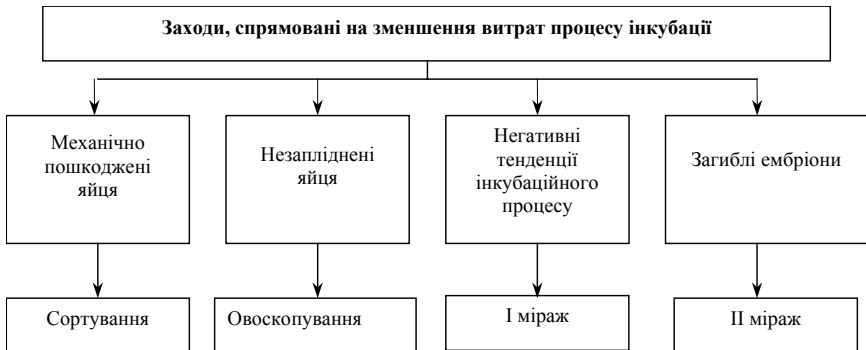 Заходи, спрямовані на зменшення витрат процесу інкубації
Механічно
пошкоджені
яйця
Незапліднені
яйця
Негативні
тенденції
інкубаційного
процесу
Загиблі ембріони
Сортування
Овоскопування
І міраж
ІІ міраж